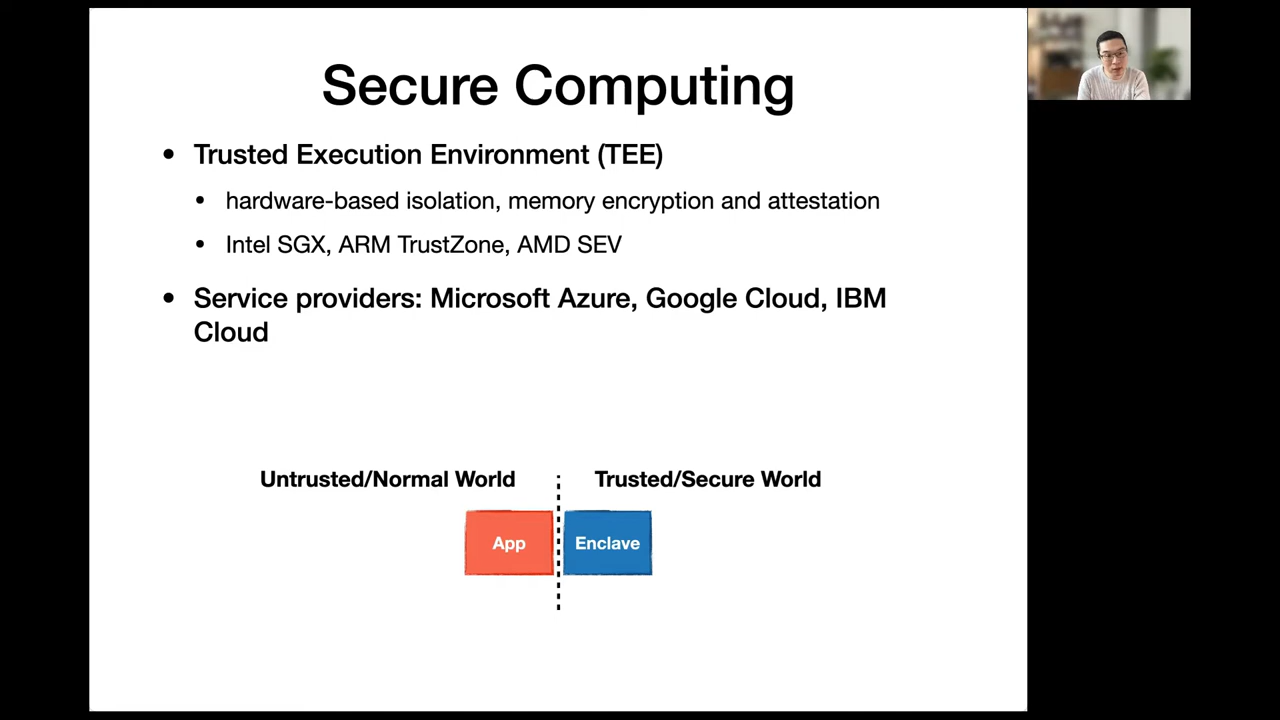 Secure Computing
• Trusted Execution Environment (TEE)
• hardware-based isolation, memory encryption and attestation
• Intel SGX, ARM TrustZone, AMD SEV
• Service providers: Microsoft Azure, Google Cloud, IBM
Cloud
Untrusted/Normal World
Trusted/Secure World
App
Enclave